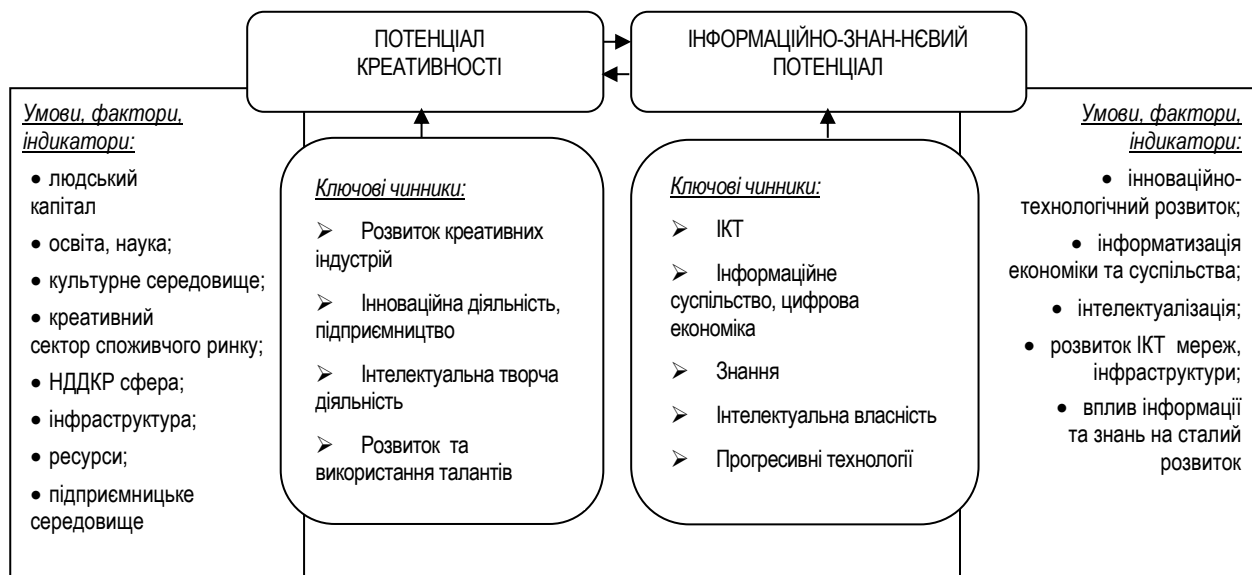 ПОТЕНЦІАЛ
КРЕАТИВНОСТІ
ІНФОРМАЦІЙНО-ЗНАН-НЄВИЙ
ПОТЕНЦІАЛ
Умови, фактори,
індикатори:
• людський
капітал
• освіта, наука;
• культурне середовище;
• креативний
сектор споживчого ринку;
• НДДКР сфера;
• інфраструктура;
• ресурси;
• підприємницьке
середовище
Ключові чинники:
➢ Розвиток креативних
індустрій
➢ Інноваційна діяльність,
підприємництво
➢ Інтелектуальна творча
діяльність
➢ Розвиток та
використання талантів
Ключові чинники:
➢ ІКТ
➢ Інформаційне
суспільство, цифрова
економіка
➢ Знання
➢ Інтелектуальна власність
➢ Прогресивні технології
Умови, фактори,
індикатори:
• інноваційно-
технологічний розвиток;
• інформатизація
економіки та суспільства;
• інтелектуалізація;
• розвиток ІКТ мереж,
інфраструктури;
• вплив інформації
та знань на сталий
розвиток